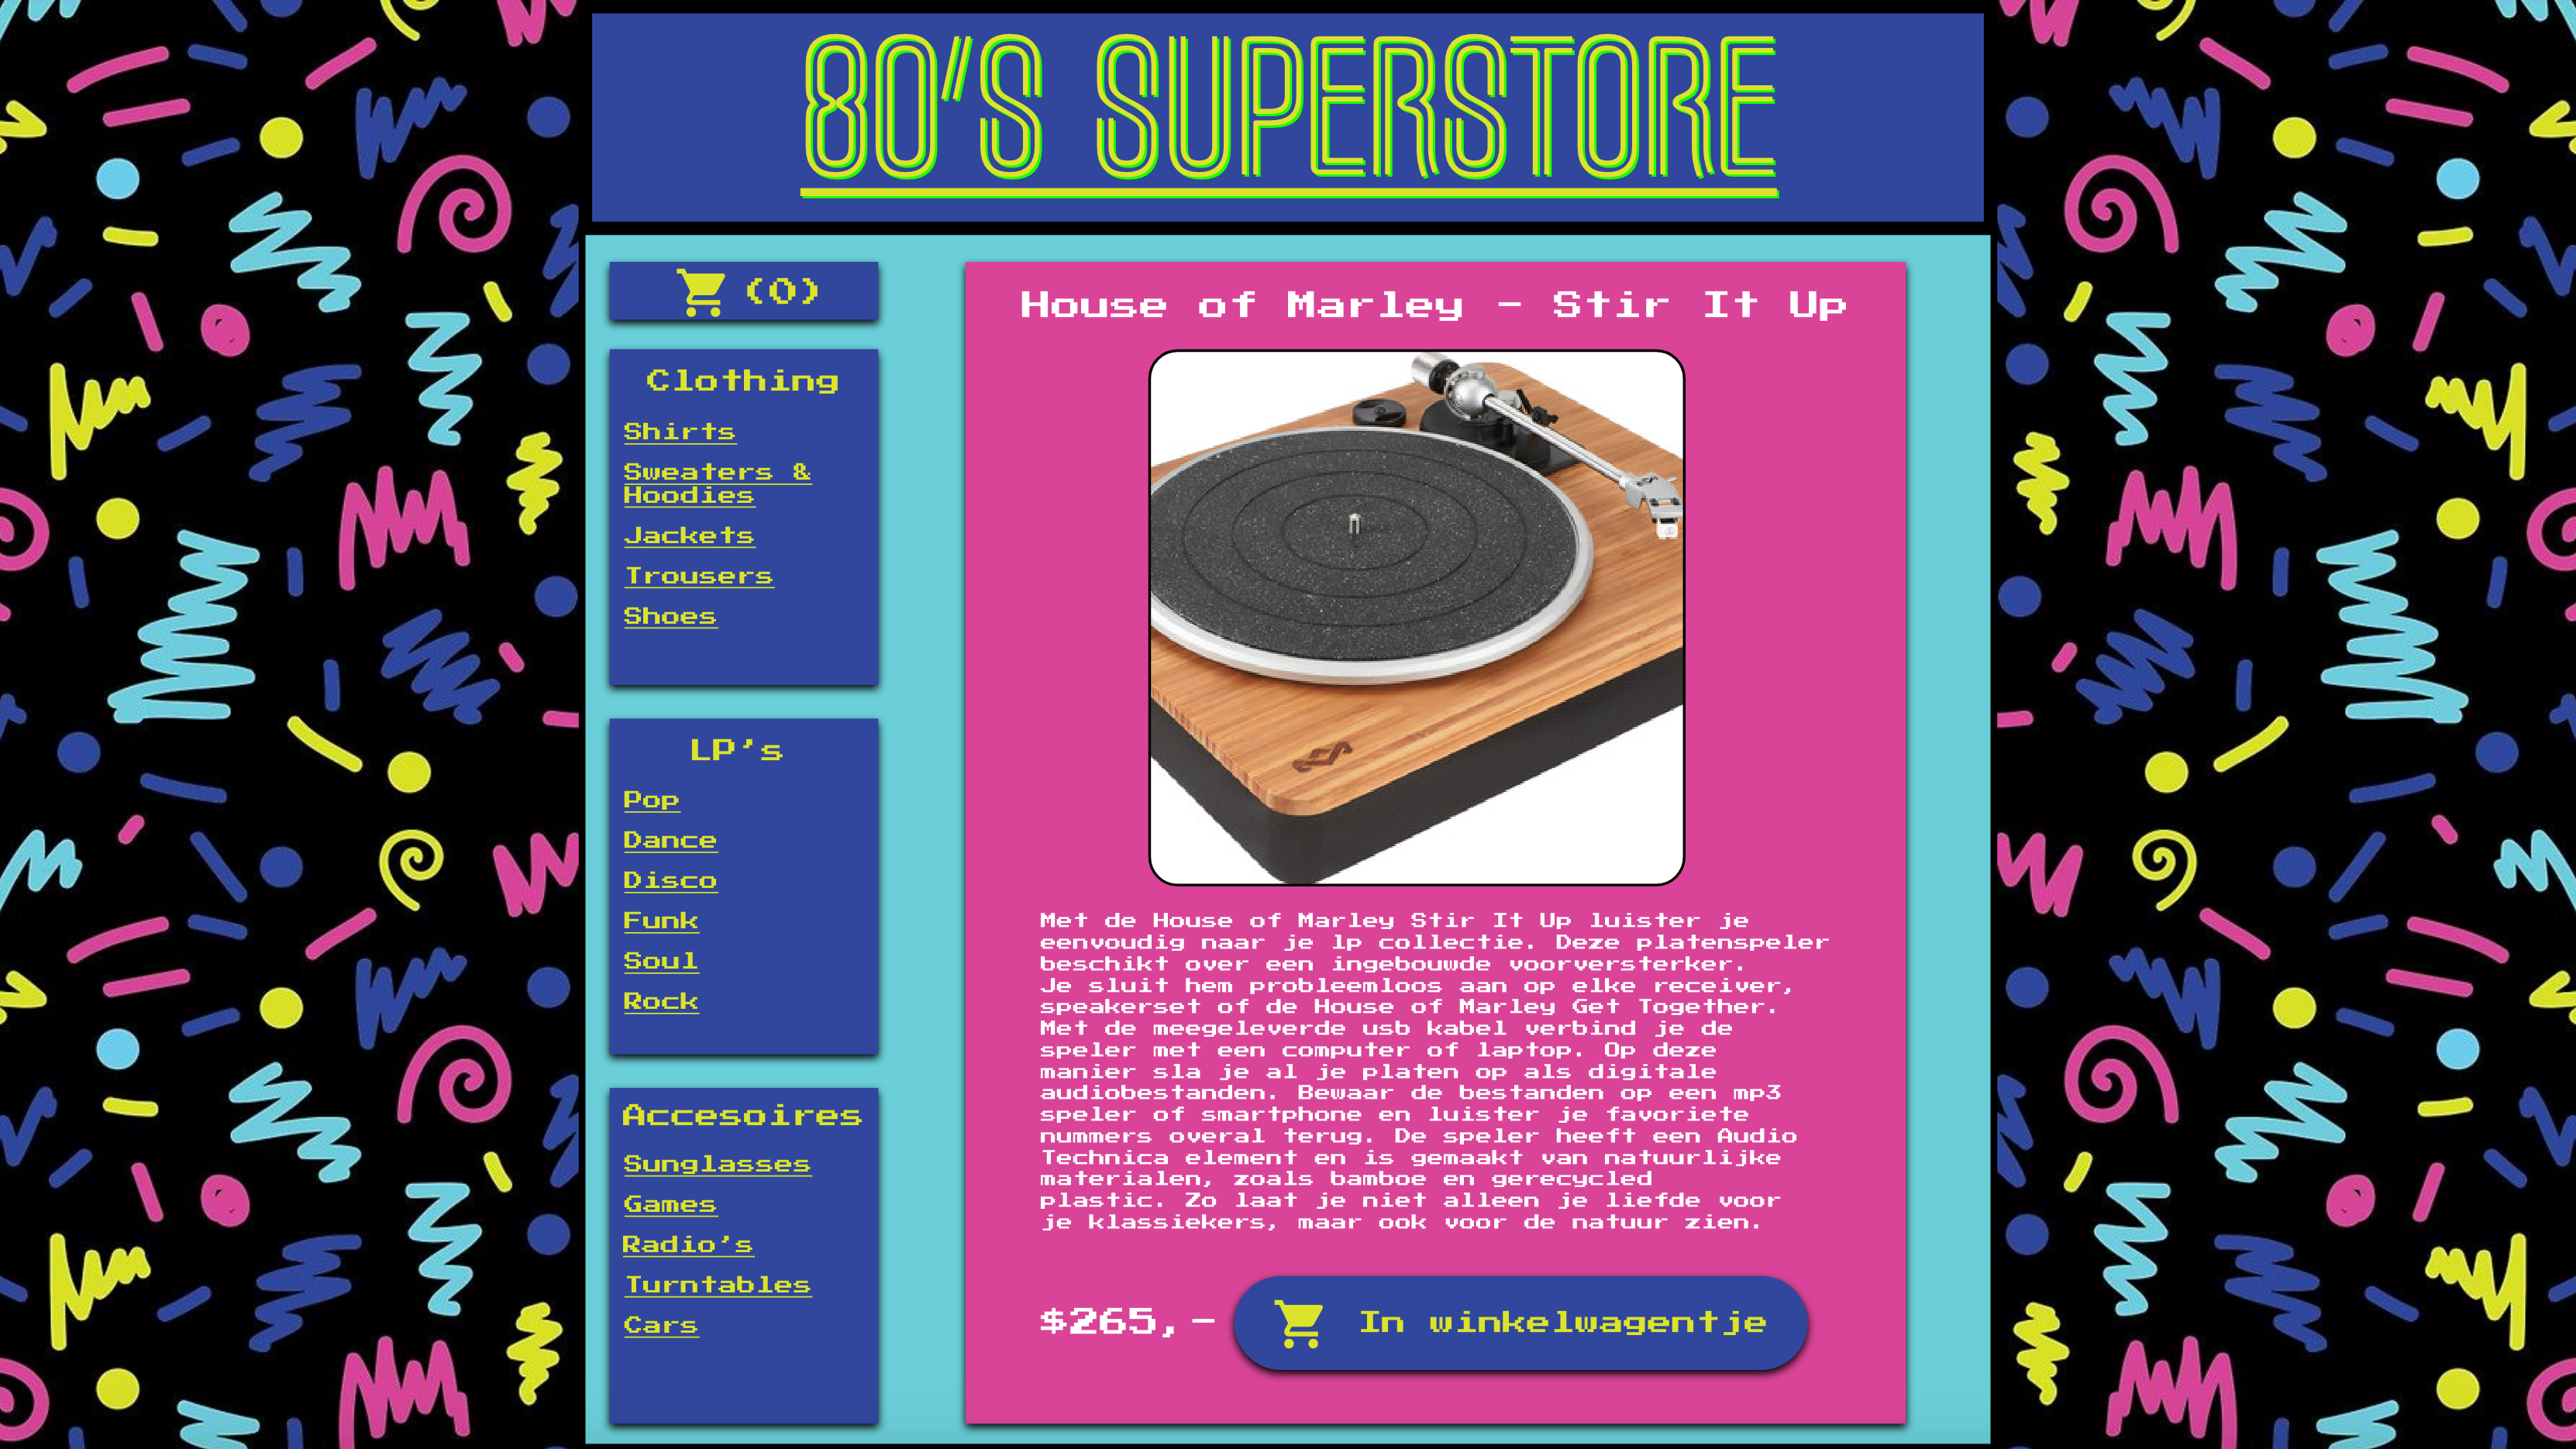 80'S SUPERSTORE
(0)
Clothing
Shirts
Sweaters &
Hoodies
Jackets
Trousers
Shoes
LP's
Pop
Dance
Disco
Funk
Soul
Rock
Accesoires
Sunglasses
Games
Radio's
Turntables
Cars
House of Marley - Stir It Up
Met de House of Marley Stir It Up luister je
eenvoudig naar je lp collectie. Deze platenspeler
beschikt over een ingebouwde voorversterker.
Je sluit hem probleemloos aan op elke receiver,
speakerset of de House of Marley Get Together.
Met de meegeleverde usb kabel verbind je de
speler met een computer of laptop. Op deze
manier sla je al je platen op als digitale
audiobestanden. Bewaar de bestanden op een mp3
speler of smartphone en luister je favoriete
nummers overal terug. De speler heeft een Audio
Technica element en is gemaakt van natuurlijke
materialen, zoals bamboe en gerecycled
plastic. Zo laat je niet alleen je liefde voor
je klassiekers, maar ook voor de natuur zien.
$265,-
In winkelwagentje